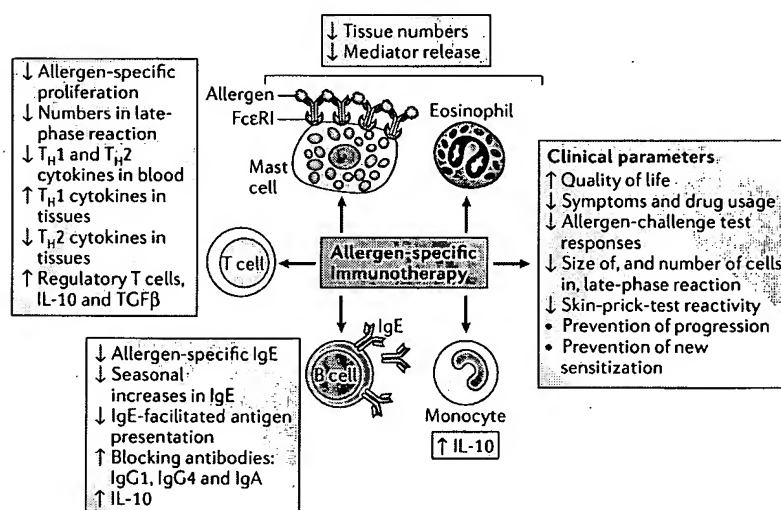 ↓ Tissue numbers
↓ Mediator release
↓ Allergen-specific
proliferation
↓ Numbers in late-
phase reaction
↓ TH1 and TH2
cytokines in blood
↑ TH1 cytokines in
tissues
↓ TH2 cytokines in
tissues
↑ Regulatory T cells,
IL-10 and TGFβ
Allergen
FcεRI
Mast
cell
Eosinophil
T cell
Allergen-specific
immunotherapy
Clinical parameters
↑ Quality of life
↓ Symptoms and drug usage
↓ Allergen-challenge test
responses
↓ Size of, and number of cells
in, late-phase reaction
↓ Skin-prick-test reactivity
• Prevention of progression
• Prevention of new
sensitization
↓ Allergen-specific IgE
↓ Seasonal
increases in IgE
↓ IgE-facilitated antigen
presentation
↑ Blocking antibodies:
IgG1, IgG4 and IgA
↑ IL-10
IgE
B cell
Monocyte
↑ IL-10